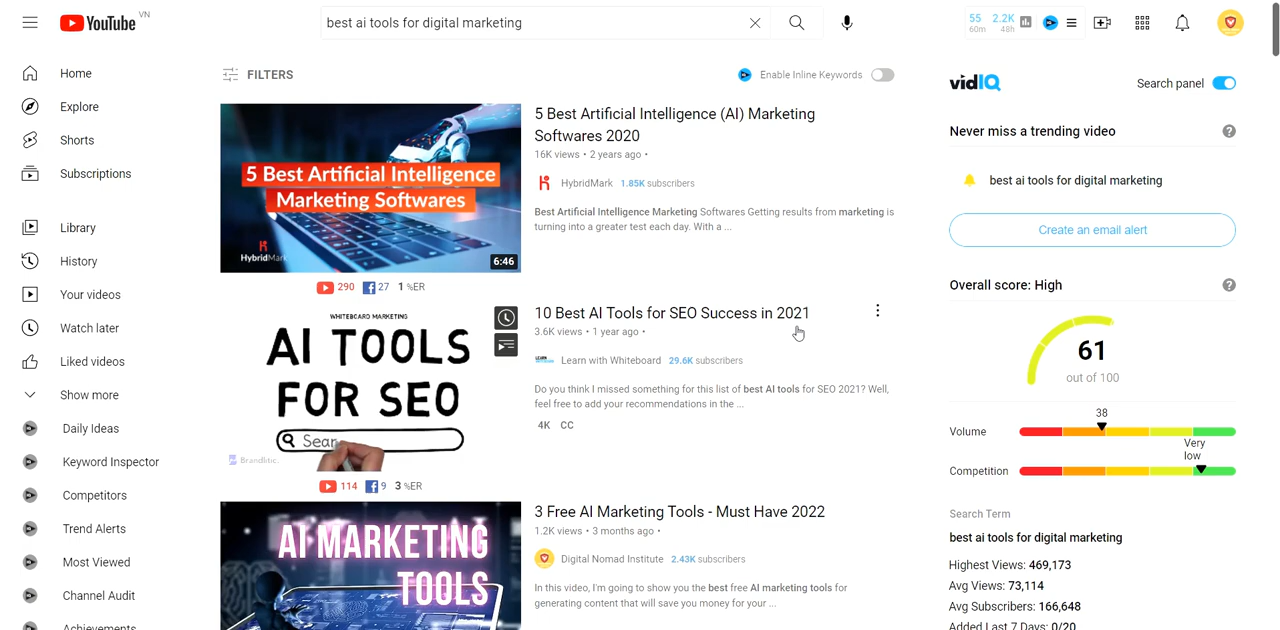 YouTube VN
best ai tools for digital marketing
55 2.2K
60m 48h
Home
Explore
Shorts
Subscriptions
Library
History
Your videos
Watch later
Liked videos
Show more
Daily Ideas
Keyword Inspector
Competitors
Trend Alerts
Most Viewed
Channel Audit
Achievements
FILTERS
Enable Inline Keywords
5 Best Artificial Intelligence
Marketing Softwares
HybridMark
6:46
290 27 1 %ER
5 Best Artificial Intelligence (AI) Marketing
Softwares 2020
16K views • 2 years ago •
HybridMark 1.85K subscribers
Best Artificial Intelligence Marketing Softwares Getting results from marketing is
turning into a greater test each day. With a ...
WHITEBOARD MARKETING
AI TOOLS
FOR SEO
Sear
Brandketic.
114 9 3 %ER
10 Best AI Tools for SEO Success in 2021
3.6K views • 1 year ago •
Learn with Whiteboard 29.6K subscribers
Do you think I missed something for this list of best AI tools for SEO 2021? Well,
feel free to add your recommendations in the ...
4K CC
AI MARKETING
TOOLS
3 Free AI Marketing Tools - Must Have 2022
1.2K views • 3 months ago •
Digital Nomad Institute 2.43K subscribers
In this video, I'm going to show you the best free AI marketing tools for
generating content that will save you money for your ...
vidIQ
Search panel
Never miss a trending video
best ai tools for digital marketing
Create an email alert
Overall score: High
61
out of 100
38
Volume
Very
low
Competition
Search Term
best ai tools for digital marketing
Highest Views: 469,173
Avg Views: 73,114
Avg Subscribers: 166,648
Added Last 7 Days: 0/20